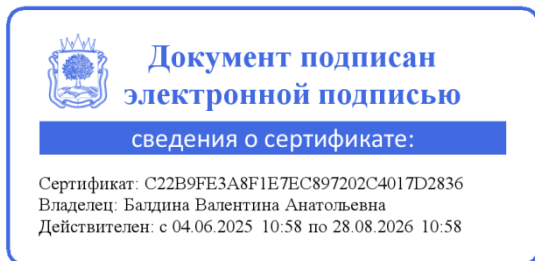 Документ подписан
электронной подписью
сведения о сертификате:
Сертификат: C22B9FE3A8F1E7EC897202C4017D2836
Владелец: Балдина Валентина Анатольевна
Действителен: с 04.06.2025 10:58 по 28.08.2026 10:58